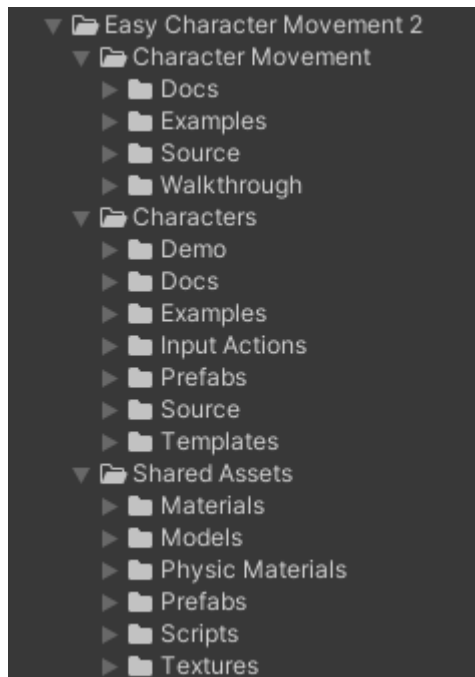 Easy Character Movement 2
Character Movement
Docs
Examples
Source
Walkthrough
Characters
Demo
Docs
Examples
Input Actions
Prefabs
Source
Templates
Shared Assets
Materials
Models
Physic Materials
Prefabs
Scripts
Textures